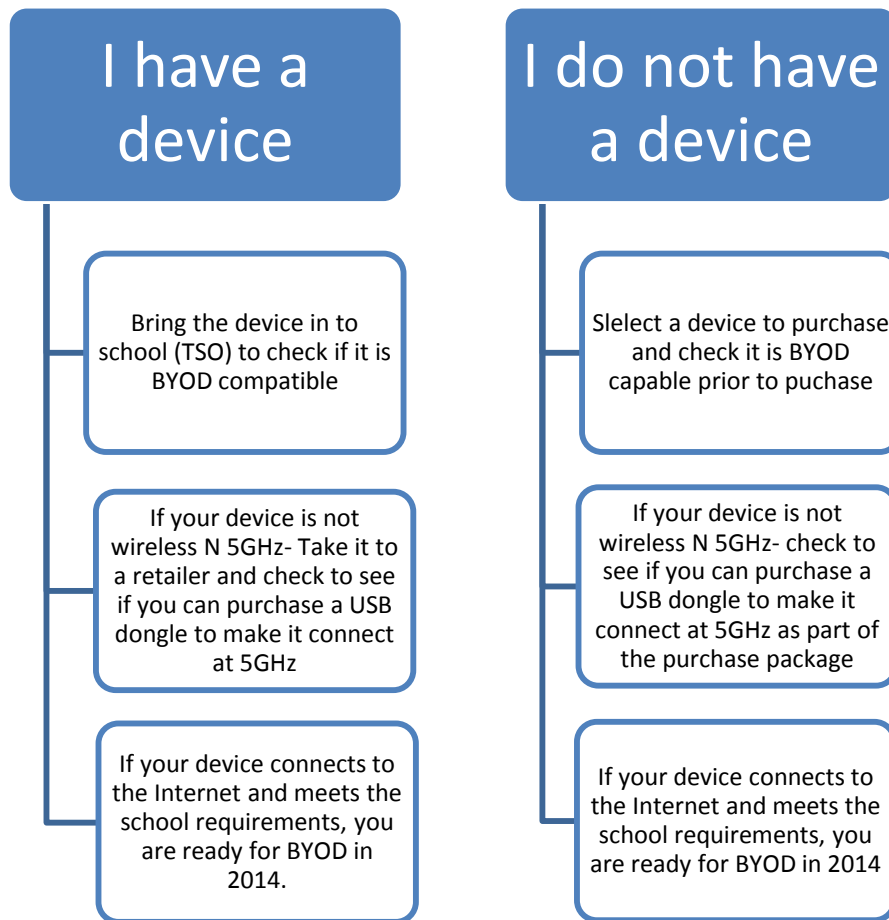 I have a
device
Bring the device in to
school (TSO) to check if it is
BYOD compatible
If your device is not
wireless N 5GHz- Take it to
a retailer and check to see
if you can purchase a USB
dongle to make it connect
at 5GHz
If your device connects to
the Internet and meets the
school requirements, you
are ready for BYOD in
2014.
I do not have
a device
Slelect a device to purchase
and check it is BYOD
capable prior to puchase
If your device is not
wireless N 5GHz- check to
see if you can purchase a
USB dongle to make it
connect at 5GHz as part of
the purchase package
If your device connects to
the Internet and meets the
school requirements, you
are ready for BYOD in 2014